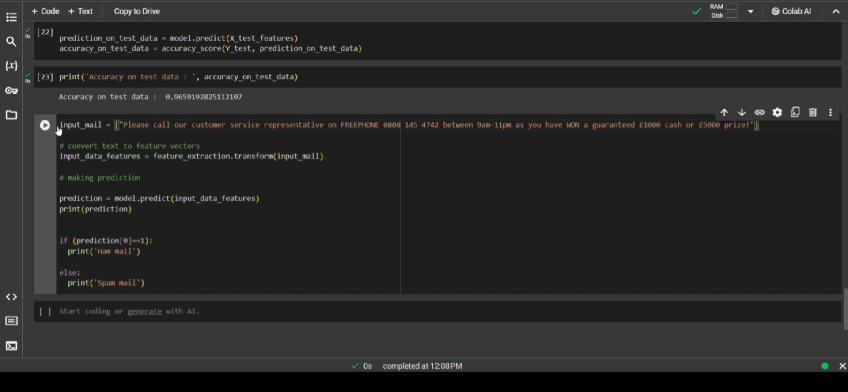 + Code + Text Copy to Drive
RAM
Disk
Colab AI
[22]
0s
prediction_on_test_data = model.predict(X_test_features)
accuracy_on_test_data = accuracy_score(Y_test, prediction_on_test_data)
[23] print('Accuracy on test data : ', accuracy_on_test_data)
0s
Accuracy on test data : 0.9659192825112107
input_mail = ["Please call our customer service representative on FREEPHONE 0808 145 4742 between 9am-11pm as you have WON a guaranteed £1000 cash or £5000 prize!"]
# convert text to feature vectors
input_data_features = feature_extraction.transform(input_mail)
# making prediction
prediction = model.predict(input_data_features)
print(prediction)
if (prediction[0]==1):
print('Ham mail')
else:
print('Spam mail')
[ ] Start coding or generate with AI.
0s completed at 12:08 PM